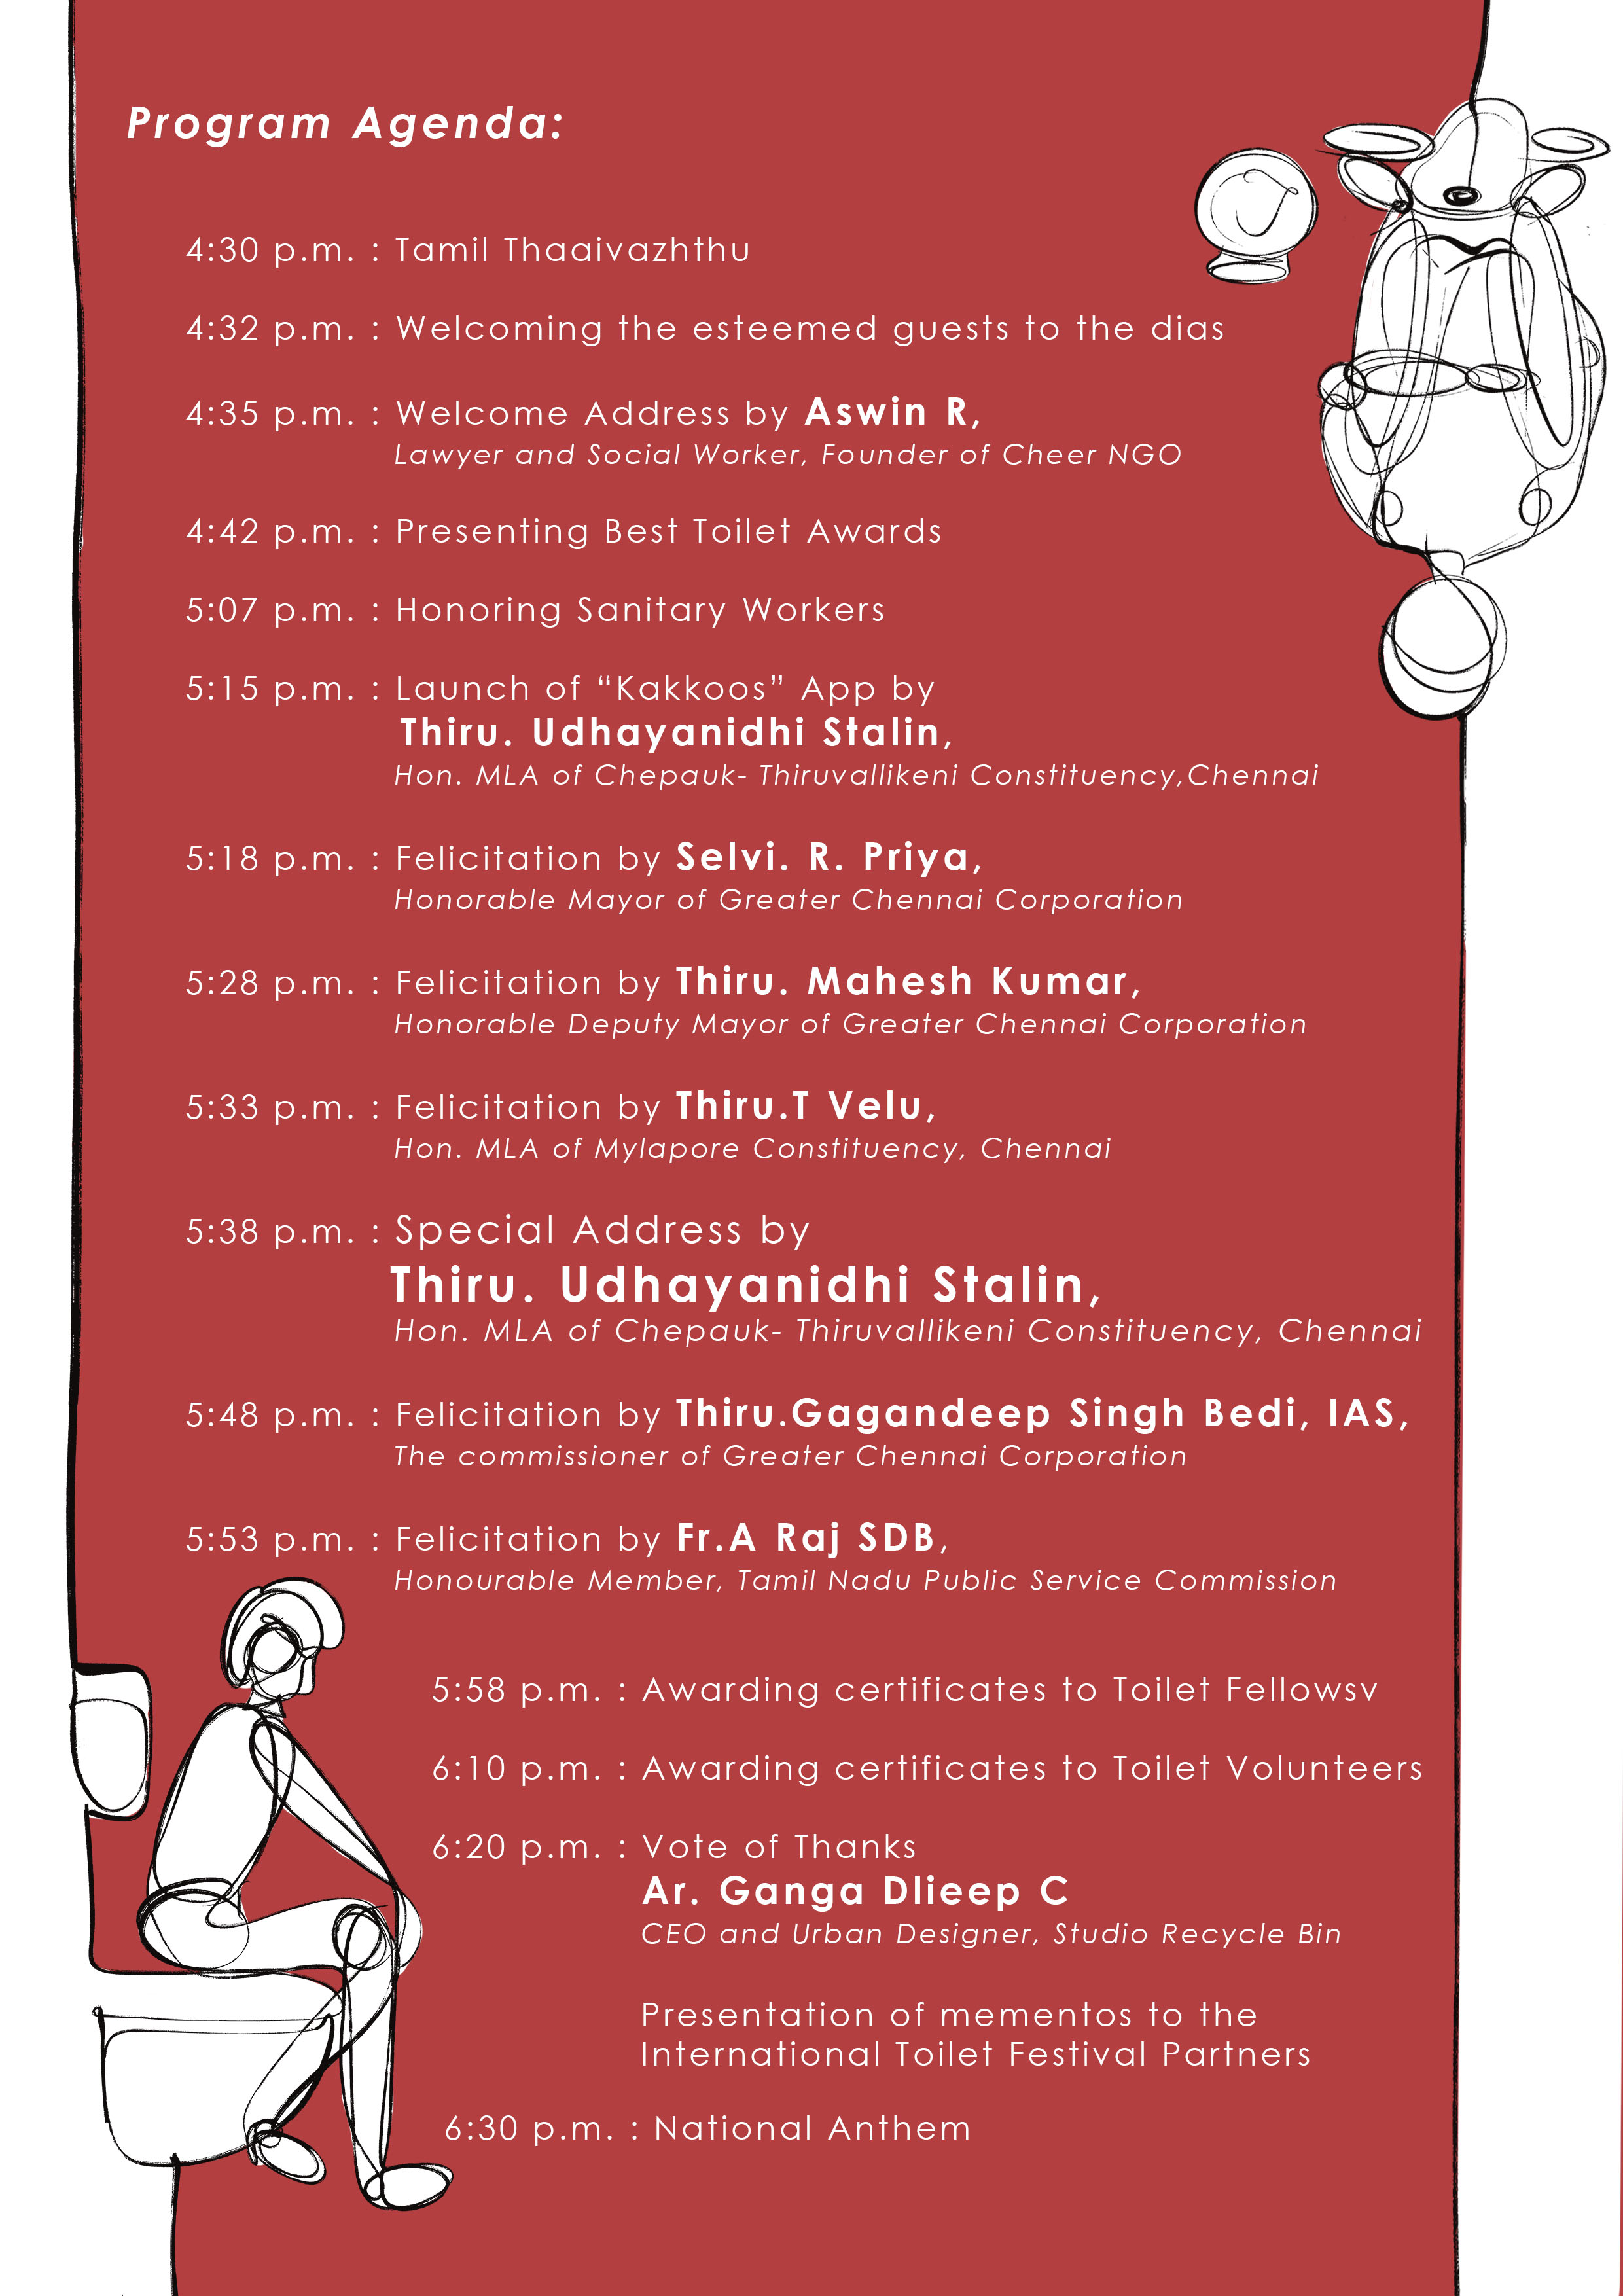 Program Agenda:
4:30 p.m. : Tamil Thaaivazhthu
4:32 p.m. : Welcoming the esteemed guests to the dias
4:35 p.m. : Welcome Address by Aswin R,
Lawyer and Social Worker, Founder of Cheer NGO
4:42 p.m. : Presenting Best Toilet Awards
5:07 p.m. : Honoring Sanitary Workers
5:15 p.m. : Launch of “Kakkoos” App by
Thiru. Udhayanidhi Stalin,
Hon. MLA of Chepauk- Thiruvallikeni Constituency,Chennai
5:18 p.m. : Felicitation by Selvi. R. Priya,
Honorable Mayor of Greater Chennai Corporation
5:28 p.m. : Felicitation by Thiru. Mahesh Kumar,
Honorable Deputy Mayor of Greater Chennai Corporation
5:33 p.m. : Felicitation by Thiru.T Velu,
Hon. MLA of Mylapore Constituency, Chennai
5:38 p.m. : Special Address by
Thiru. Udhayanidhi Stalin,
Hon. MLA of Chepauk- Thiruvallikeni Constituency, Chennai
5:48 p.m. : Felicitation by Thiru.Gagandeep Singh Bedi, IAS,
The commissioner of Greater Chennai Corporation
5:53 p.m. : Felicitation by Fr.A Raj SDB,
Honourable Member, Tamil Nadu Public Service Commission
5:58 p.m. : Awarding certificates to Toilet Fellowsv
6:10 p.m. : Awarding certificates to Toilet Volunteers
6:20 p.m. : Vote of Thanks
Ar. Ganga Dlieep C
CEO and Urban Designer, Studio Recycle Bin
Presentation of mementos to the
International Toilet Festival Partners
6:30 p.m. : National Anthem